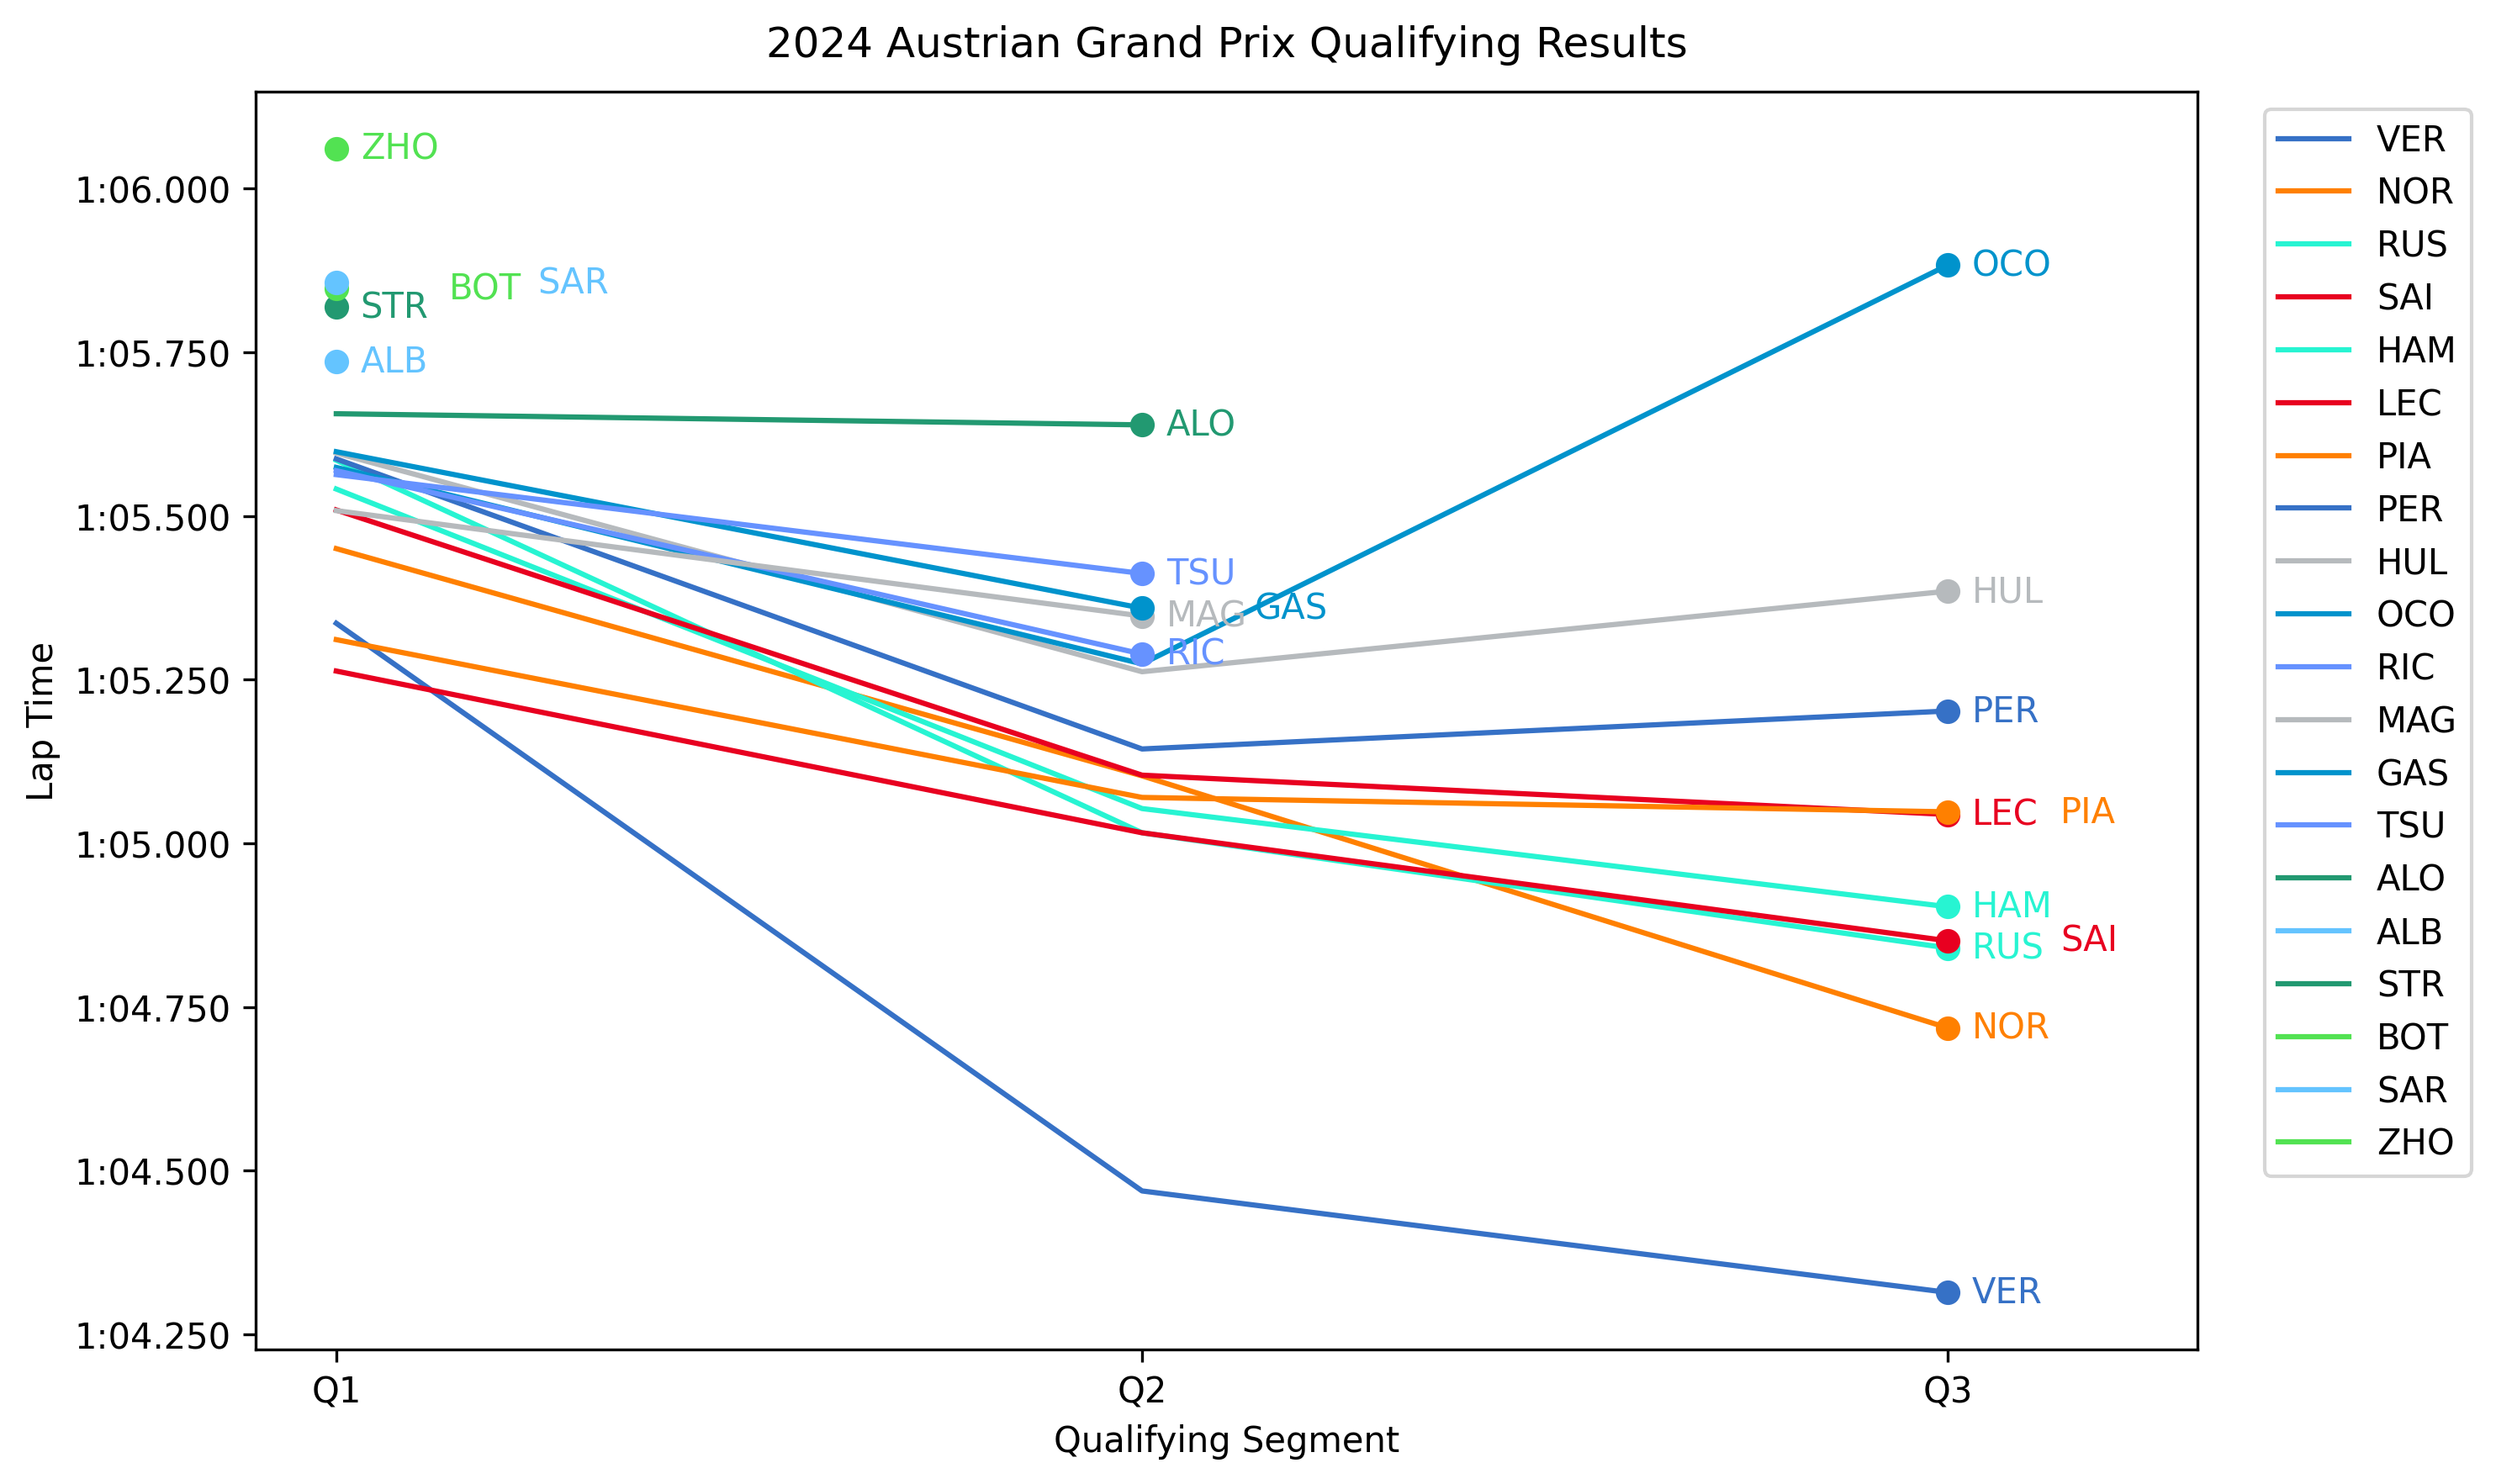 2024 Austrian Grand Prix Qualifying Results
Lap Time
1:06.000
1:05.750
1:05.500
1:05.250
1:05.000
1:04.750
1:04.500
1:04.250
ZHO
BOT SAR
STR
ALB
ALO
TSU
MAG GAS
RIC
OCO
HUL
PER
LEC PIA
HAM
RUS SAI
NOR
VER
Q1 Q2 Q3
Qualifying Segment
VER
NOR
RUS
SAI
HAM
LEC
PIA
PER
HUL
OCO
RIC
MAG
GAS
TSU
ALO
ALB
STR
BOT
SAR
ZHO